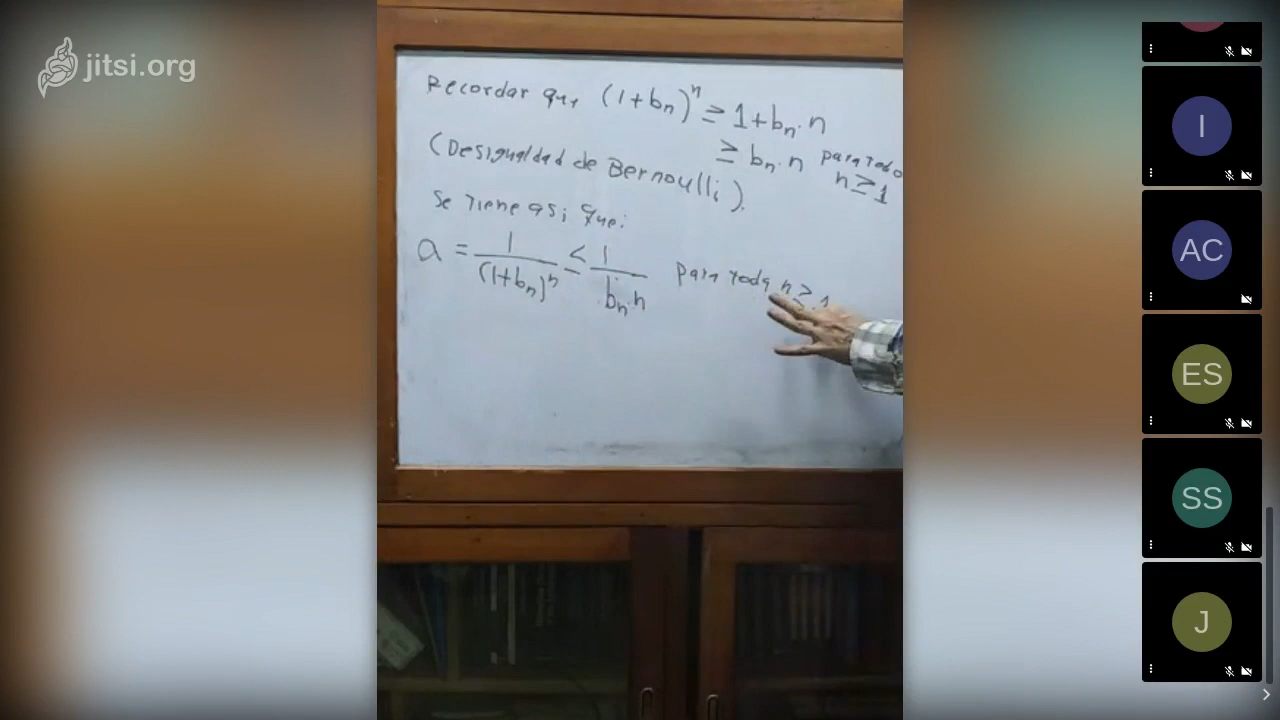 jitsi.org
Recordar que (1+bₙ)ⁿ ≥ 1+bₙ.n
≥ bₙ.n para todo
n≥1
(Desigualdad de Bernoulli).
Se tiene así que:
a = 1/(1+bₙ)ⁿ ≤ 1/bₙ.n para todo n ≥ 1
I
AC
ES
SS
J